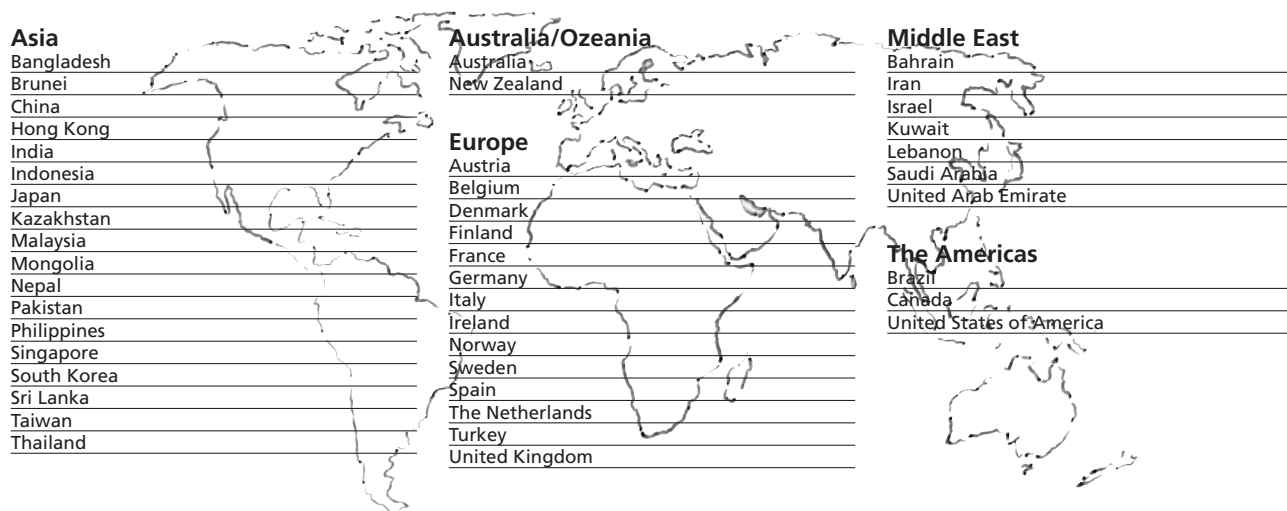 Asia
Bangladesh
Brunei
China
Hong Kong
India
Indonesia
Japan
Kazakhstan
Malaysia
Mongolia
Nepal
Pakistan
Philippines
Singapore
South Korea
Sri Lanka
Taiwan
Thailand
Australia/Ozeania
Australia
New Zealand
Europe
Austria
Belgium
Denmark
Finland
France
Germany
Italy
Ireland
Norway
Sweden
Spain
The Netherlands
Turkey
United Kingdom
Middle East
Bahrain
Iran
Israel
Kuwait
Lebanon
Saudi Arabia
United Arab Emirate
The Americas
Brazil
Canada
United States of America